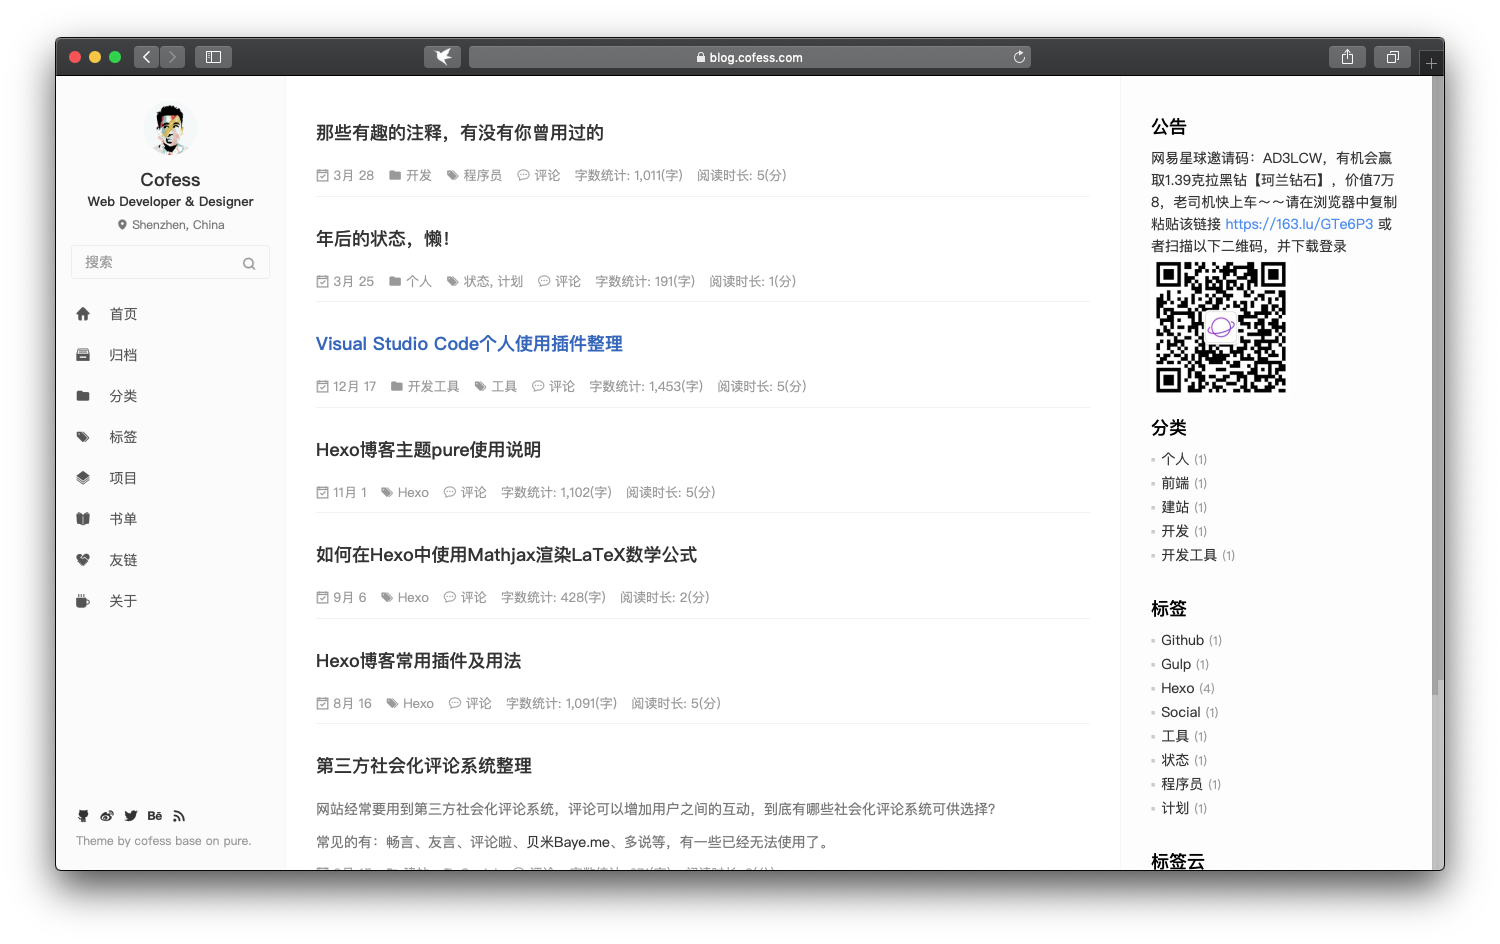 blog.cofess.com
Cofess
Web Developer & Designer
Shenzhen, China
搜索
首页
归档
分类
标签
项目
书单
友链
关于
Bē
Theme by cofess base on pure.
那些有趣的注释，有没有你曾用过的
3月 28 开发 程序员 评论 字数统计: 1,011(字) 阅读时长: 5(分)
年后的状态，懒！
3月 25 个人 状态, 计划 评论 字数统计: 191(字) 阅读时长: 1(分)
Visual Studio Code个人使用插件整理
12月 17 开发工具 工具 评论 字数统计: 1,453(字) 阅读时长: 5(分)
Hexo博客主题pure使用说明
11月 1 Hexo 评论 字数统计: 1,102(字) 阅读时长: 5(分)
如何在Hexo中使用Mathjax渲染LaTeX数学公式
9月 6 Hexo 评论 字数统计: 428(字) 阅读时长: 2(分)
Hexo博客常用插件及用法
8月 16 Hexo 评论 字数统计: 1,091(字) 阅读时长: 5(分)
第三方社会化评论系统整理
网站经常要用到第三方社会化评论系统，评论可以增加用户之间的互动，到底有哪些社会化评论系统可供选择？
常见的有：畅言、友言、评论啦、贝米Baye.me、多说等，有一些已经无法使用了。
公告
网易星球邀请码：AD3LCW，有机会赢
取1.39克拉黑钻【珂兰钻石】，价值7万
8，老司机快上车～～请在浏览器中复制
粘贴该链接 https://163.lu/GTe6P3 或
者扫描以下二维码，并下载登录
分类
个人 (1)
前端 (1)
建站 (1)
开发 (1)
开发工具 (1)
标签
Github (1)
Gulp (1)
Hexo (4)
Social (1)
工具 (1)
状态 (1)
程序员 (1)
计划 (1)
标签云